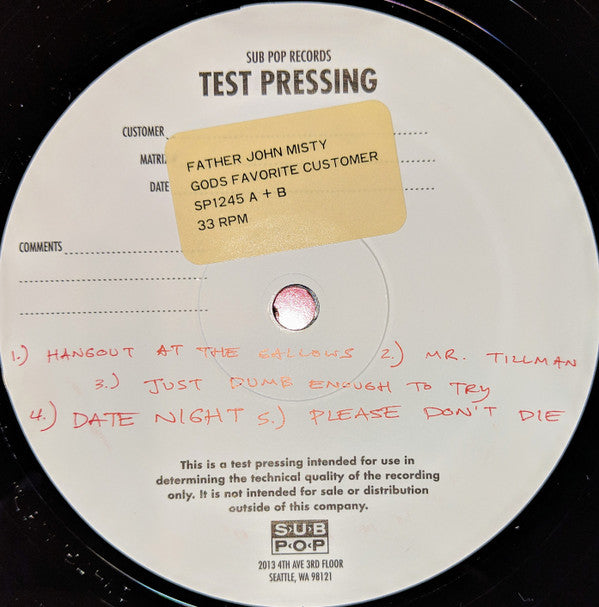 SUB POP RECORDS
TEST PRESSING
CUSTOMER
MATRI
DATE
FATHER JOHN MISTY
GODS FAVORITE CUSTOMER
SP1245 A + B
33 RPM
COMMENTS
1.) HANGOUT AT THE GALLOWS 2.) MR. TILLMAN
3.) JUST DUMB ENOUGH TO TRY
4.) DATE NIGHT 5.) PLEASE DON'T DIE
This is a test pressing intended for use in
determining the technical quality of the recording
only. It is not intended for sale or distribution
outside of this company.
SUB
POP
2013 4TH AVE 3RD FLOOR
SEATTLE, WA 98121